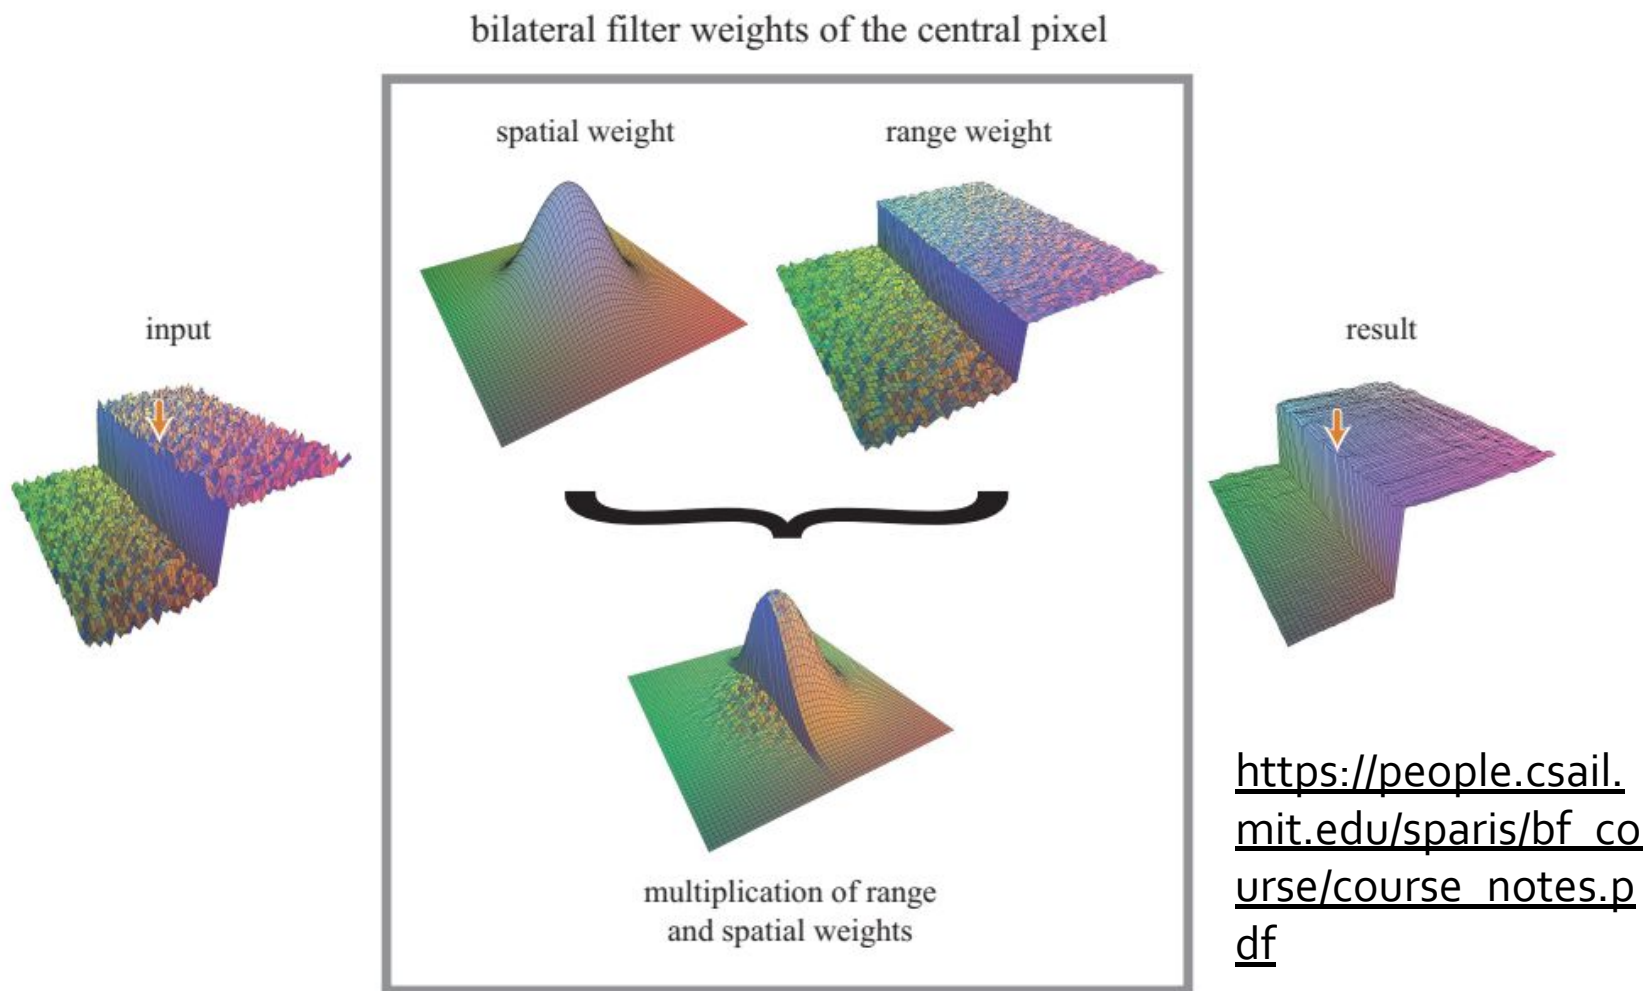 bilateral filter weights of the central pixel
spatial weight
range weight
input
result
multiplication of range
and spatial weights
https://people.csail.
mit.edu/sparis/bf_co
urse/course_notes.p
df